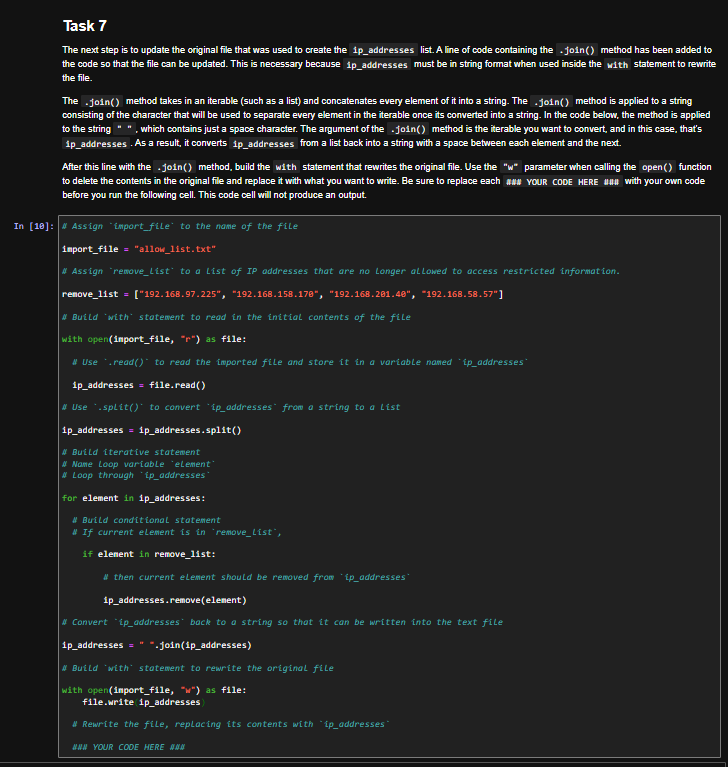 Task 7
The next step is to update the original file that was used to create the ip_addresses list. A line of code containing the .join() method has been added to
the code so that the file can be updated. This is necessary because ip_addresses must be in string format when used inside the with statement to rewrite
the file.
The .join() method takes in an iterable (such as a list) and concatenates every element of it into a string. The .join() method is applied to a string
consisting of the character that will be used to separate every element in the iterable once its converted into a string. In the code below, the method is applied
to the string " ", which contains just a space character. The argument of the .join() method is the iterable you want to convert, and in this case, that's
ip_addresses. As a result, it converts ip_addresses from a list back into a string with a space between each element and the next.
After this line with the .join() method, build the with statement that rewrites the original file. Use the "w" parameter when calling the open() function
to delete the contents in the original file and replace it with what you want to write. Be sure to replace each ### YOUR CODE HERE ### with your own code
before you run the following cell. This code cell will not produce an output.
In [10]: # Assign `import_file` to the name of the file
import_file = "allow_list.txt"
# Assign `remove_list` to a list of IP addresses that are no longer allowed to access restricted information.
remove_list = ["192.168.97.225", "192.168.158.170", "192.168.201.40", "192.168.58.57"]
# Build `with` statement to read in the initial contents of the file
with open(import_file, "r") as file:
# Use `.read()` to read the imported file and store it in a variable named `ip_addresses`
ip_addresses = file.read()
# Use `.split()` to convert `ip_addresses` from a string to a list
ip_addresses = ip_addresses.split()
# Build iterative statement
# Name loop variable `element`
# Loop through `ip_addresses`
for element in ip_addresses:
# Build conditional statement
# If current element is in `remove_list`,
if element in remove_list:
# then current element should be removed from `ip_addresses`
ip_addresses.remove(element)
# Convert `ip_addresses` back to a string so that it can be written into the text file
ip_addresses = " ".join(ip_addresses)
# Build `with` statement to rewrite the original file
with open(import_file, "w") as file:
file.write(ip_addresses)
# Rewrite the file, replacing its contents with `ip_addresses`
### YOUR CODE HERE ###